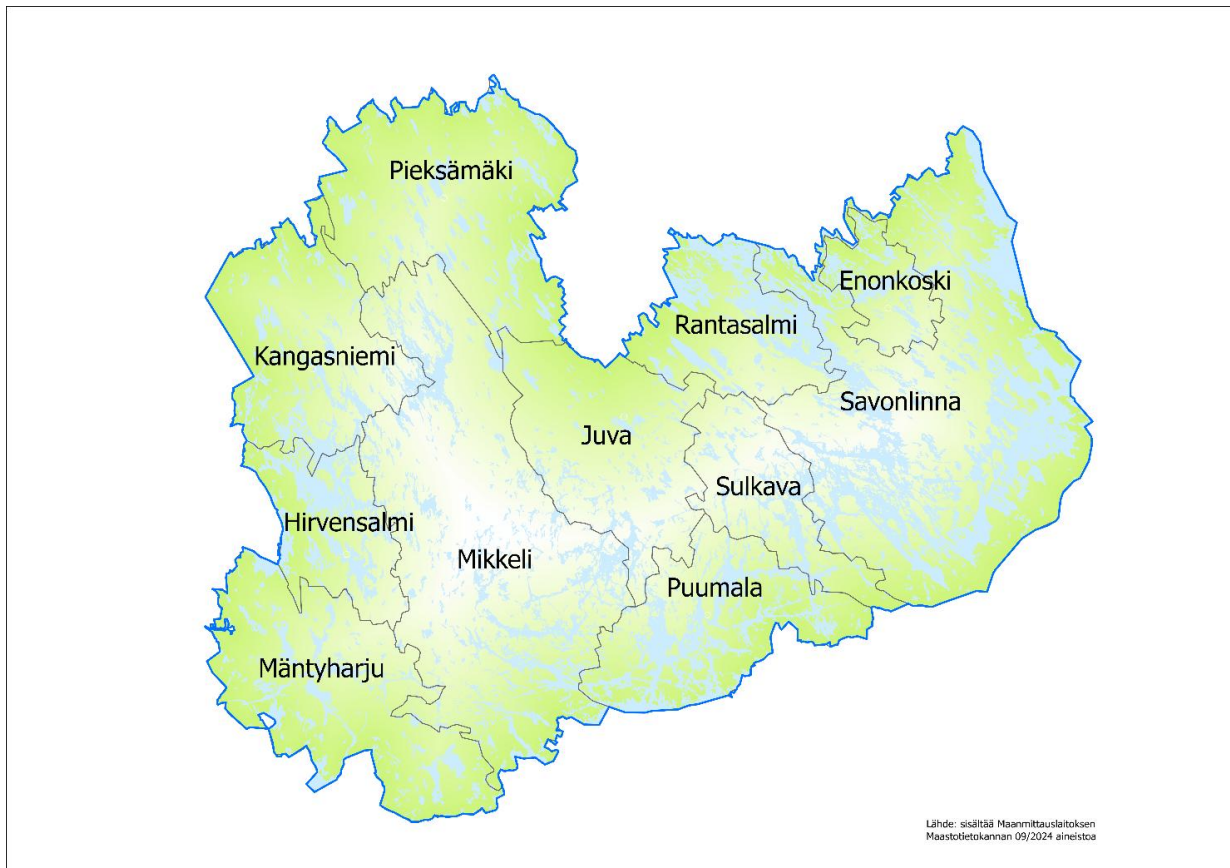 Pieksämäki
Enonkoski
Rantasalmi
Kangasniemi
Savonlinna
Juva
Sulkava
Hirvensalmi
Mikkeli
Puumala
Mäntyharju
Lähde: sisältää Maanmittauslaitoksen
Maastotietokannan 09/2024 aineistoa